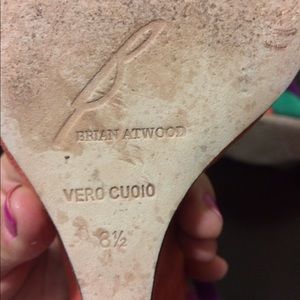 B
BRIAN ATWOOD
VERO CUOIO
8½